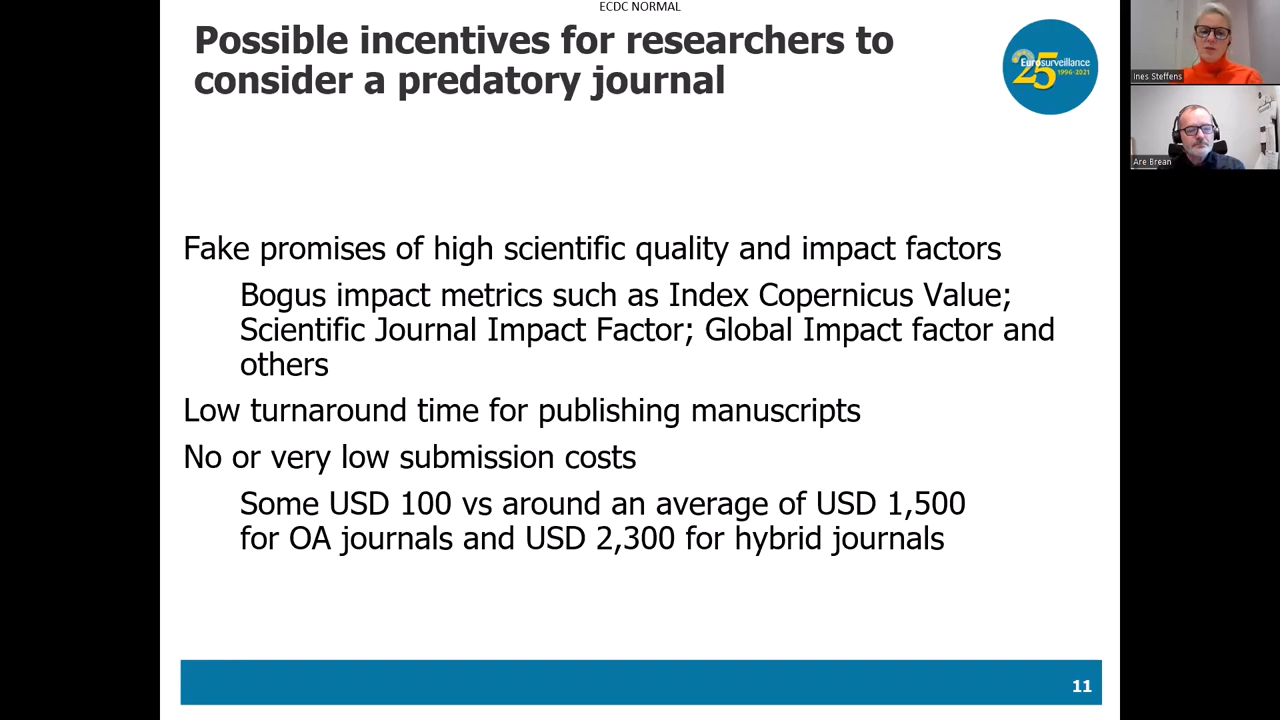 ECDC NORMAL
Possible incentives for researchers to
consider a predatory journal
25
Eurosurveillance
1996-2021
Ines Steffens
Are Brean
Fake promises of high scientific quality and impact factors
Bogus impact metrics such as Index Copernicus Value;
Scientific Journal Impact Factor; Global Impact factor and
others
Low turnaround time for publishing manuscripts
No or very low submission costs
Some USD 100 vs around an average of USD 1,500
for OA journals and USD 2,300 for hybrid journals
11